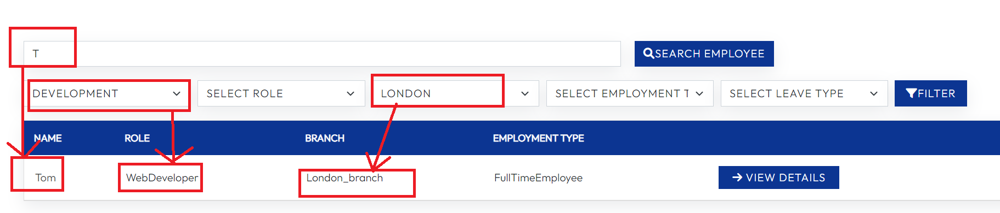 T
SEARCH EMPLOYEE
DEVELOPMENT SELECT ROLE LONDON SELECT EMPLOYMENT T SELECT LEAVE TYPE FILTER
NAME ROLE BRANCH EMPLOYMENT TYPE
Tom WebDeveloper London_branch FullTimeEmployee VIEW DETAILS